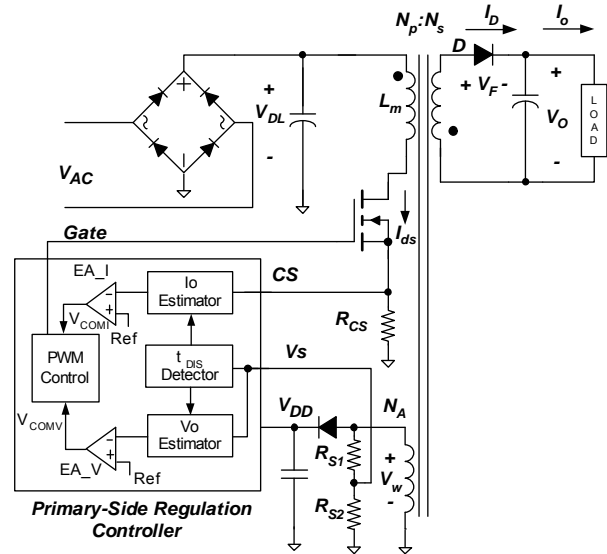 Np:Ns
ID
Io
D
+ VF -
+
VDL
-
Lm
+
VO
-
LOAD
VAC
Gate
Ids
EA_I
CS
Io
Estimator
VCOMI
Ref
RCS
PWM
Control
tDIS
Detector
Vs
VCOMV
Vo
Estimator
VDD
NA
RS1
+
Vw
-
EA_V
Ref
RS2
Primary-Side Regulation
Controller